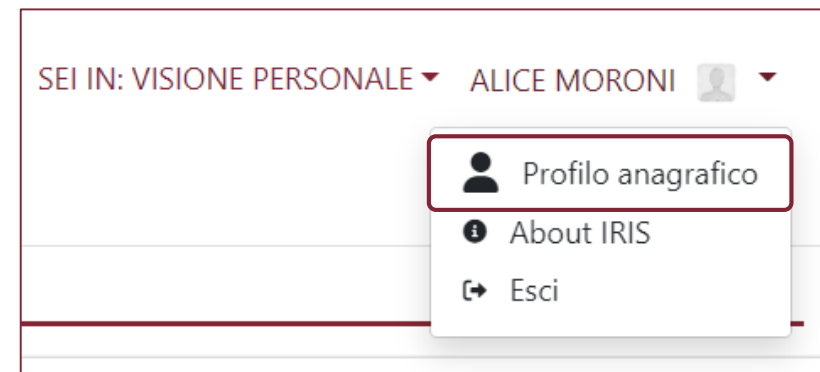 SEI IN: VISIONE PERSONALE ALICE MORONI
Profilo anagrafico
About IRIS
Esci